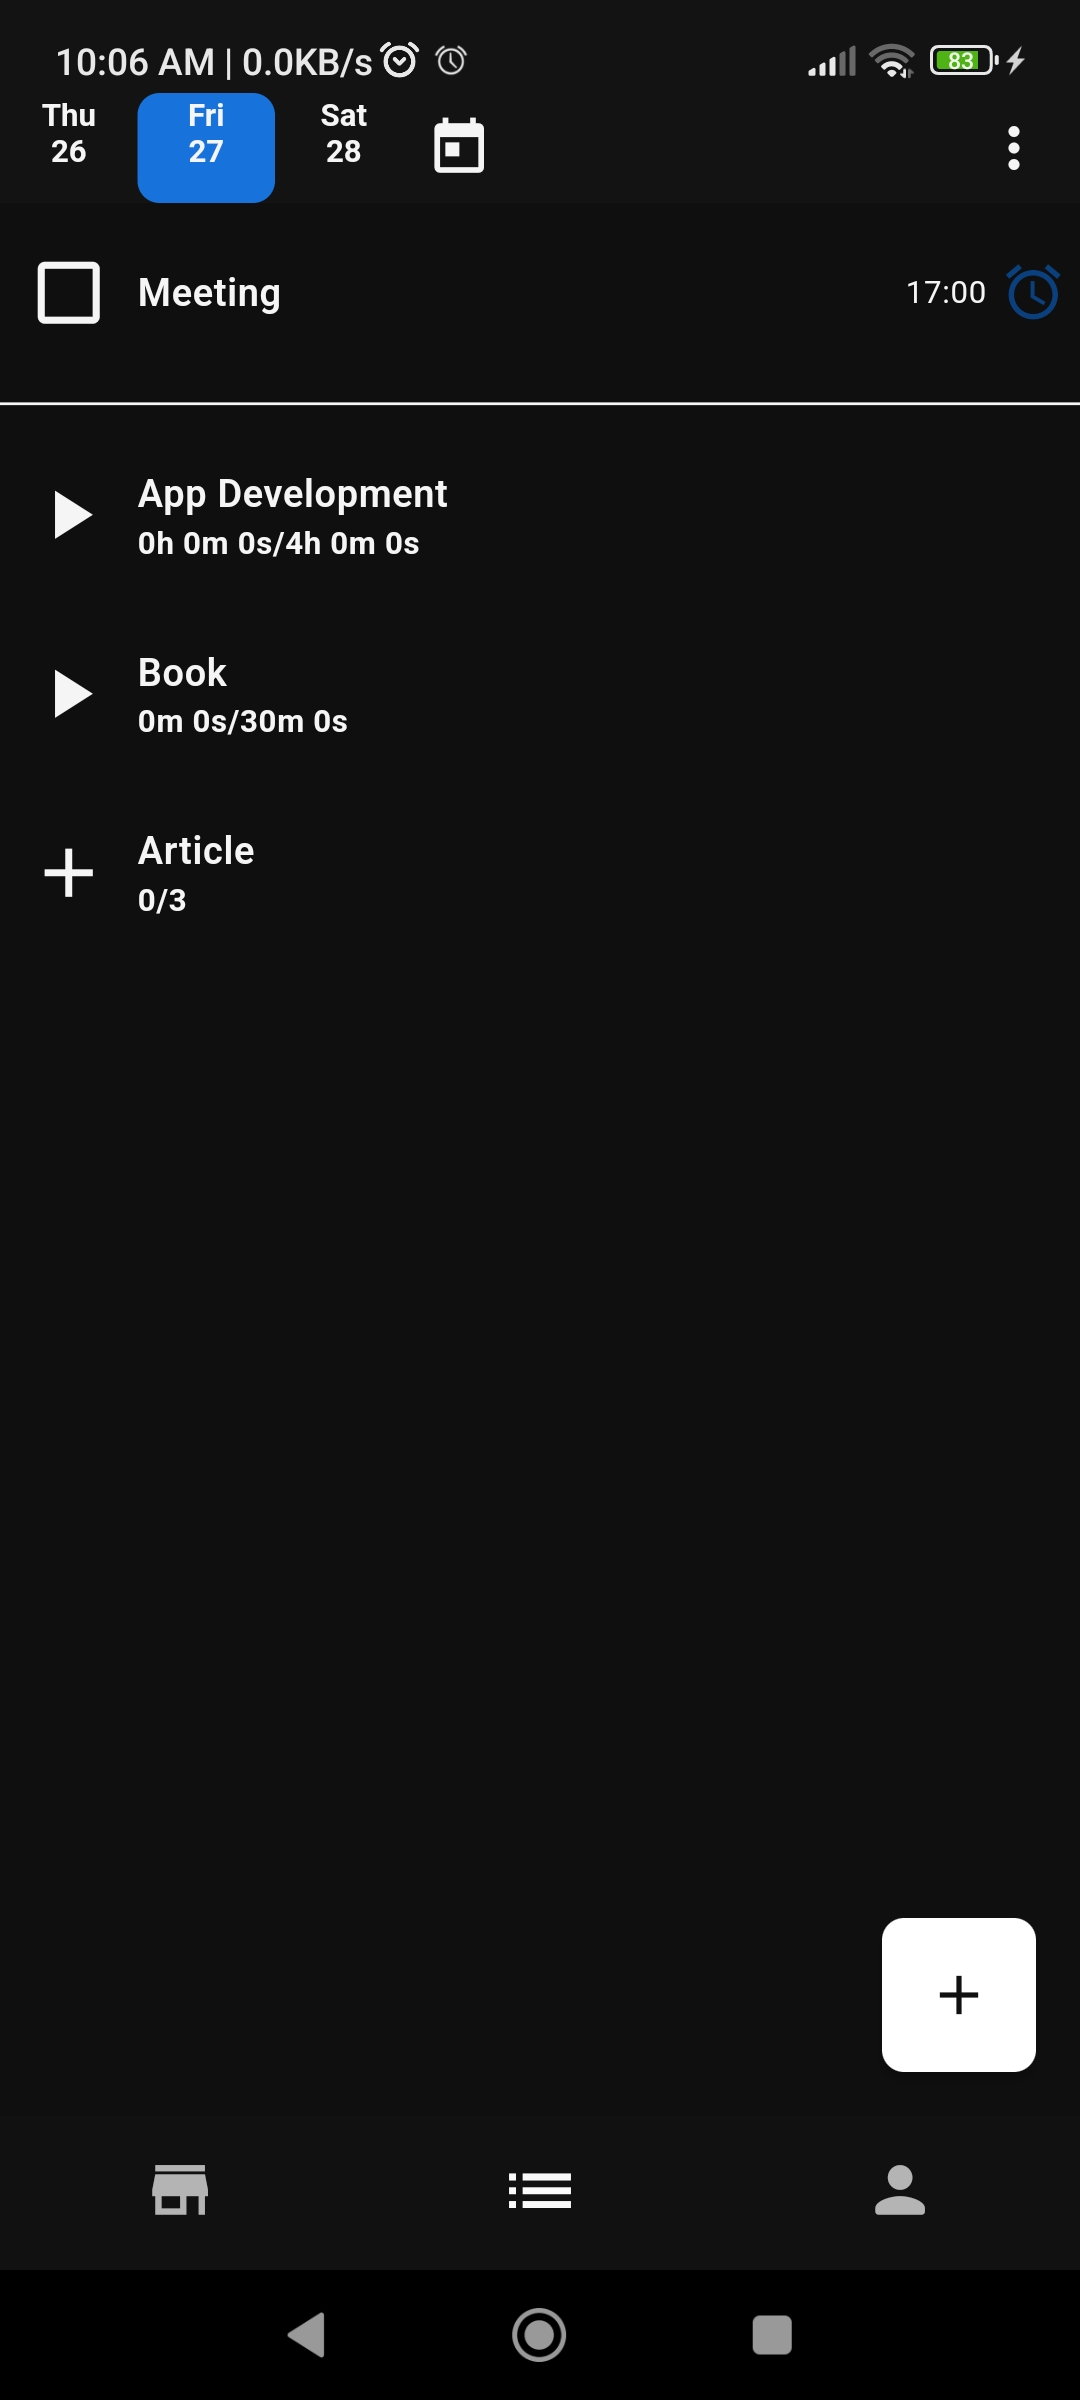 10:06 AM | 0.0KB/s
83
Thu
26
Fri
27
Sat
28
Meeting
17:00
App Development
0h 0m 0s/4h 0m 0s
Book
0m 0s/30m 0s
Article
0/3